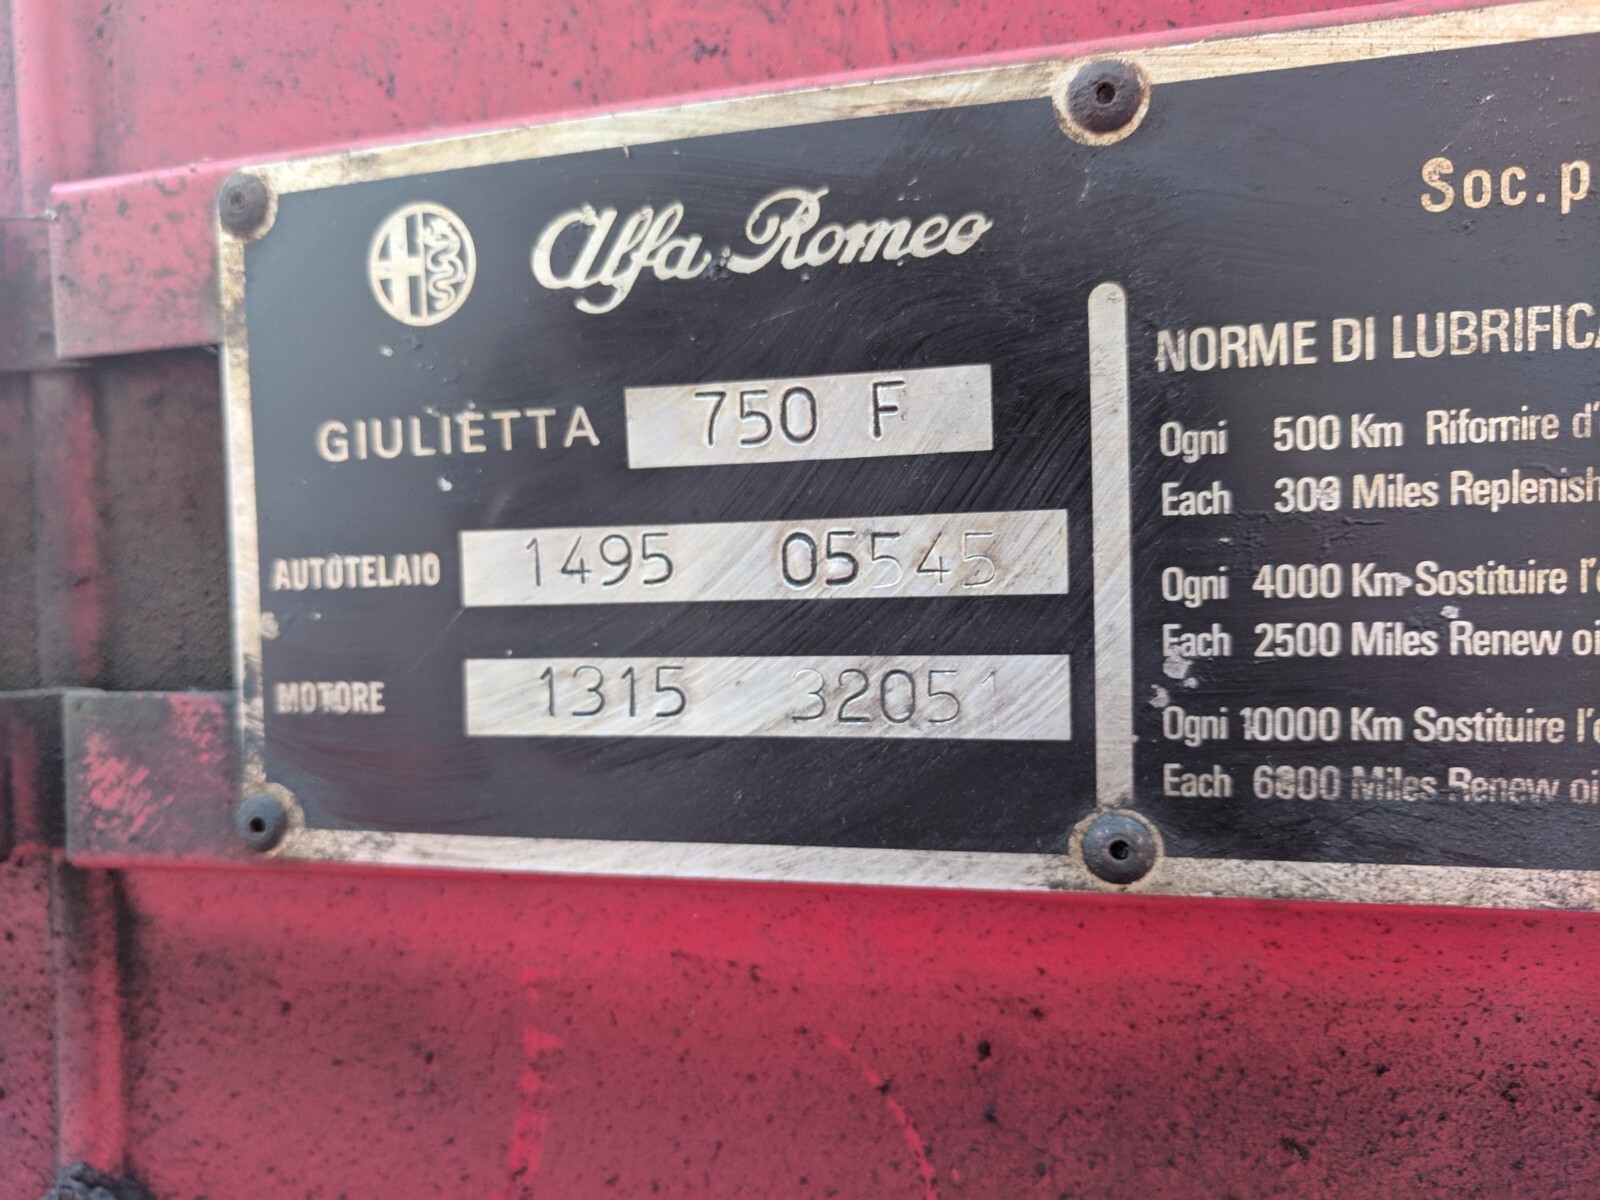 Alfa Romeo
Soc. p
GIULIETTA 750 F
AUTOTELAIO 1495 05545
MOTORE 1315 32051
NORME DI LUBRIFICA
Ogni 500 Km Rifornire d'
Each 300 Miles Replenish
Ogni 4000 Km Sostituire l'
Each 2500 Miles Renew oi
Ogni 10000 Km Sostituire l'
Each 6300 Miles Renew oi